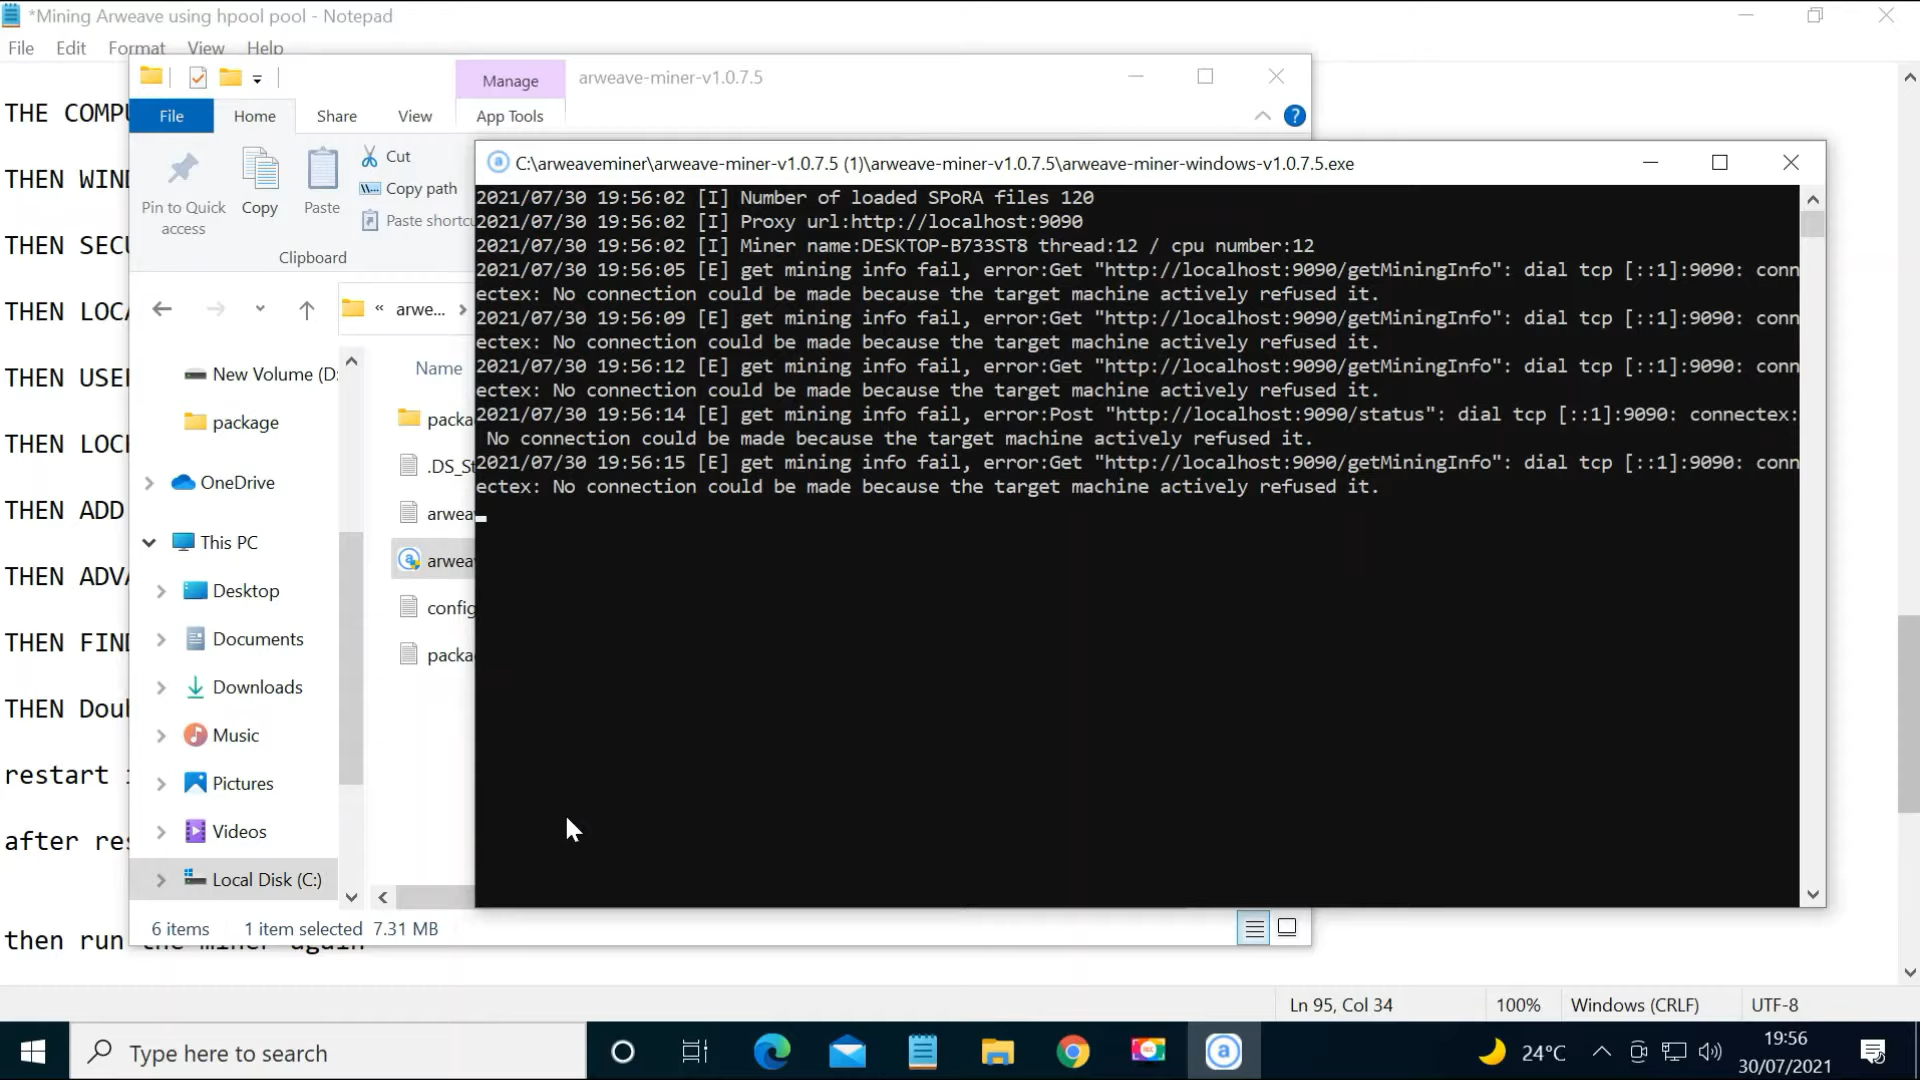 *Mining Arweave using hpool pool - Notepad
File Edit Format View Help
Manage
arweave-miner-v1.0.7.5
File Home Share View App Tools
Pin to Quick access
Copy
Paste
Cut
Copy path
Paste shortcu
Clipboard
arwe...
New Volume (D:
package
OneDrive
This PC
Desktop
Documents
Downloads
Music
Pictures
Videos
Local Disk (C:)
Name
packa
.DS_St
arwea
arwea
config
packa
6 items 1 item selected 7.31 MB
C:\arweaveminer\arweave-miner-v1.0.7.5 (1)\arweave-miner-v1.0.7.5\arweave-miner-windows-v1.0.7.5.exe
2021/07/30 19:56:02 [I] Number of loaded SPoRA files 120
2021/07/30 19:56:02 [I] Proxy url:http://localhost:9090
2021/07/30 19:56:02 [I] Miner name:DESKTOP-B733ST8 thread:12 / cpu number:12
2021/07/30 19:56:05 [E] get mining info fail, error:Get "http://localhost:9090/getMiningInfo": dial tcp [::1]:9090: conn
ectex: No connection could be made because the target machine actively refused it.
2021/07/30 19:56:09 [E] get mining info fail, error:Get "http://localhost:9090/getMiningInfo": dial tcp [::1]:9090: conn
ectex: No connection could be made because the target machine actively refused it.
2021/07/30 19:56:12 [E] get mining info fail, error:Get "http://localhost:9090/getMiningInfo": dial tcp [::1]:9090: conn
ectex: No connection could be made because the target machine actively refused it.
2021/07/30 19:56:14 [E] get mining info fail, error:Post "http://localhost:9090/status": dial tcp [::1]:9090: connectex:
No connection could be made because the target machine actively refused it.
2021/07/30 19:56:15 [E] get mining info fail, error:Get "http://localhost:9090/getMiningInfo": dial tcp [::1]:9090: conn
ectex: No connection could be made because the target machine actively refused it.
THE COMPU
THEN WIND
THEN SECU
THEN LOCA
THEN USER
THEN LOCK
THEN ADD
THEN ADVA
THEN FIND
THEN Doub
restart
after res
then run the miner again
Ln 95, Col 34 100% Windows (CRLF) UTF-8
Type here to search
24°C
19:56
30/07/2021